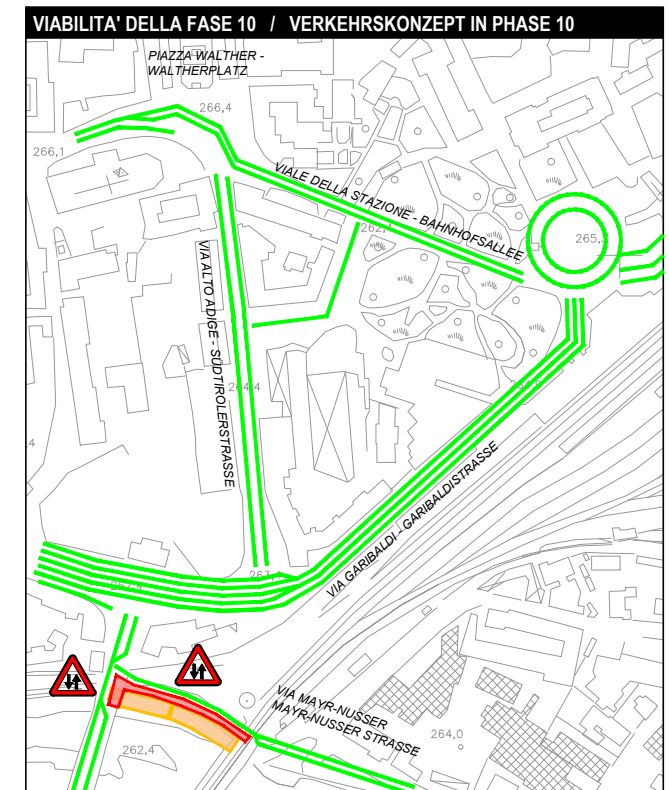 VIABILITA' DELLA FASE 10 / VERKEHRSKONZEPT IN PHASE 10
PIAZZA WALTHER -
WALTHERPLATZ
266,4
266,1
VIALE DELLA STAZIONE - BAHNHOFSALLEE
VIA ALTO ADIGE - SÜDTIROLERSTRASSE
264,4
VIA GARIBALDI - GARIBALDISTRASSE
VIA MAYR-NUSSER
MAYR-NUSSER STRASSE
264,0
262,4